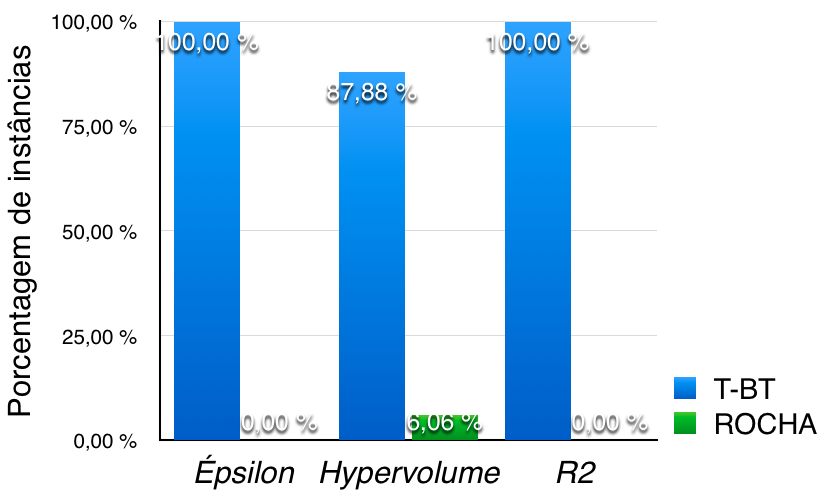 Porcentagem de instâncias
100,00 %
75,00 %
50,00 %
25,00 %
0,00 %
100,00 %
0,00 %
87,88 %
6,06 %
100,00 %
0,00 %
Épsilon
Hypervolume
R2
T-BT
ROCHA